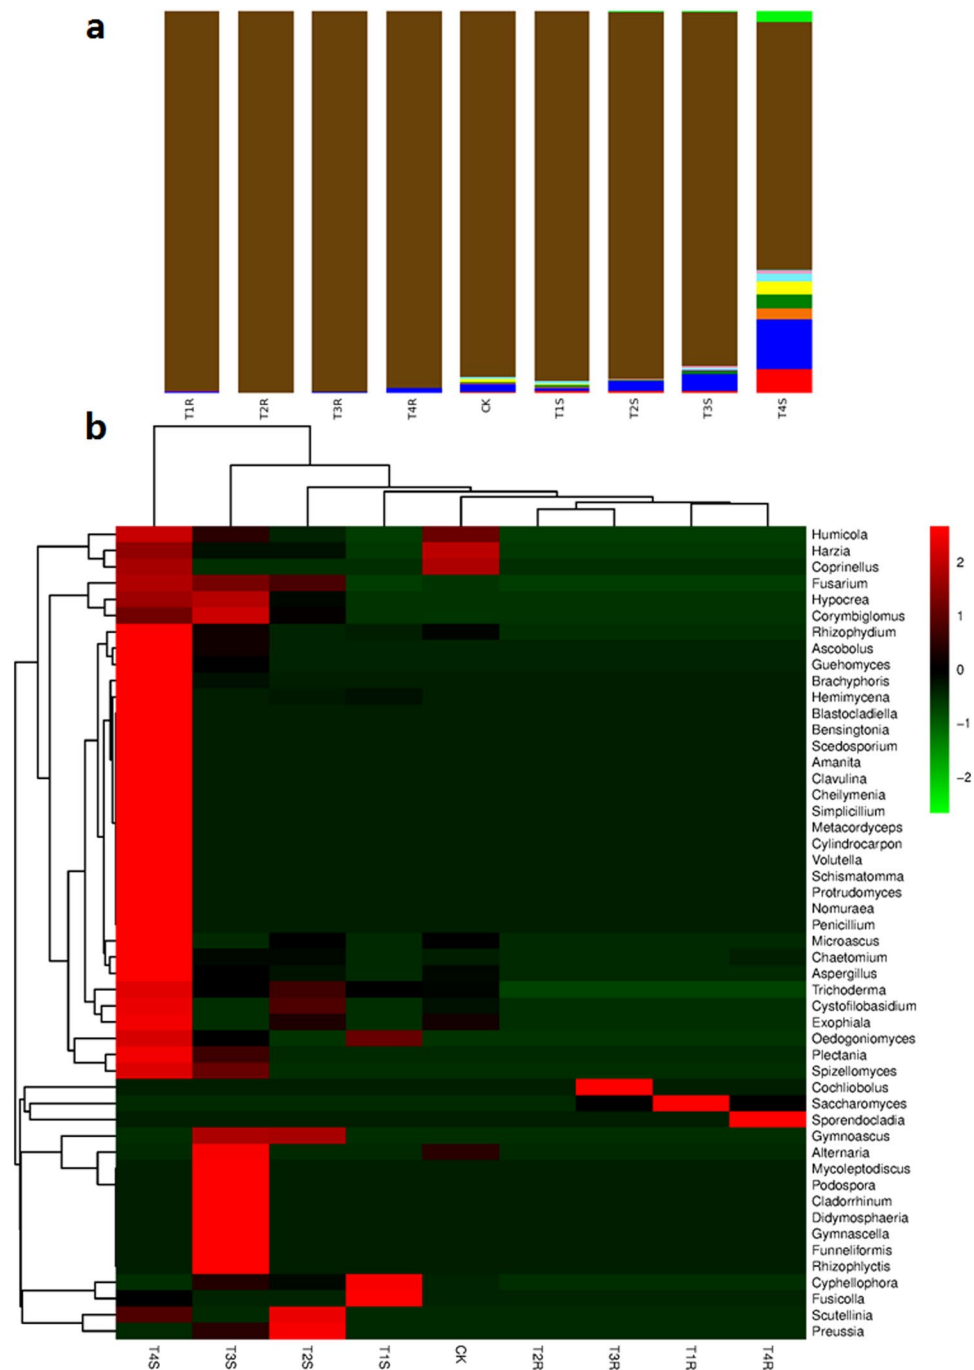 a
T1R T2R T3R T4R CK T1S T2S T3S T4S
b
Humicola
Harzia
Coprinellus
Fusarium
Hypocrea
Corymbiglomus
Rhizophydium
Ascobolus
Guehomyces
Brachyphoris
Hemimycena
Blastocladiella
Bensingtonia
Scedosporium
Amanita
Clavulina
Cheilymenia
Simplicillium
Metacordyceps
Cylindrocarpon
Volutella
Schismatomma
Protrudomyces
Nomuraea
Penicillium
Microascus
Chaetomium
Aspergillus
Trichoderma
Cystofilobasidium
Exophiala
Oedogoniomyces
Plectania
Spizellomyces
Cochliobolus
Saccharomyces
Sporendocladia
Gymnoascus
Alternaria
Mycoleptodiscus
Podospora
Cladorrhinum
Didymosphaeria
Gymnascella
Funneliformis
Rhizophlyctis
Cyphellophora
Fusicolla
Scutellinia
Preussia
2
1
0
−1
−2
T4S T3S T2S T1S CK T2R T3R T1R T4R